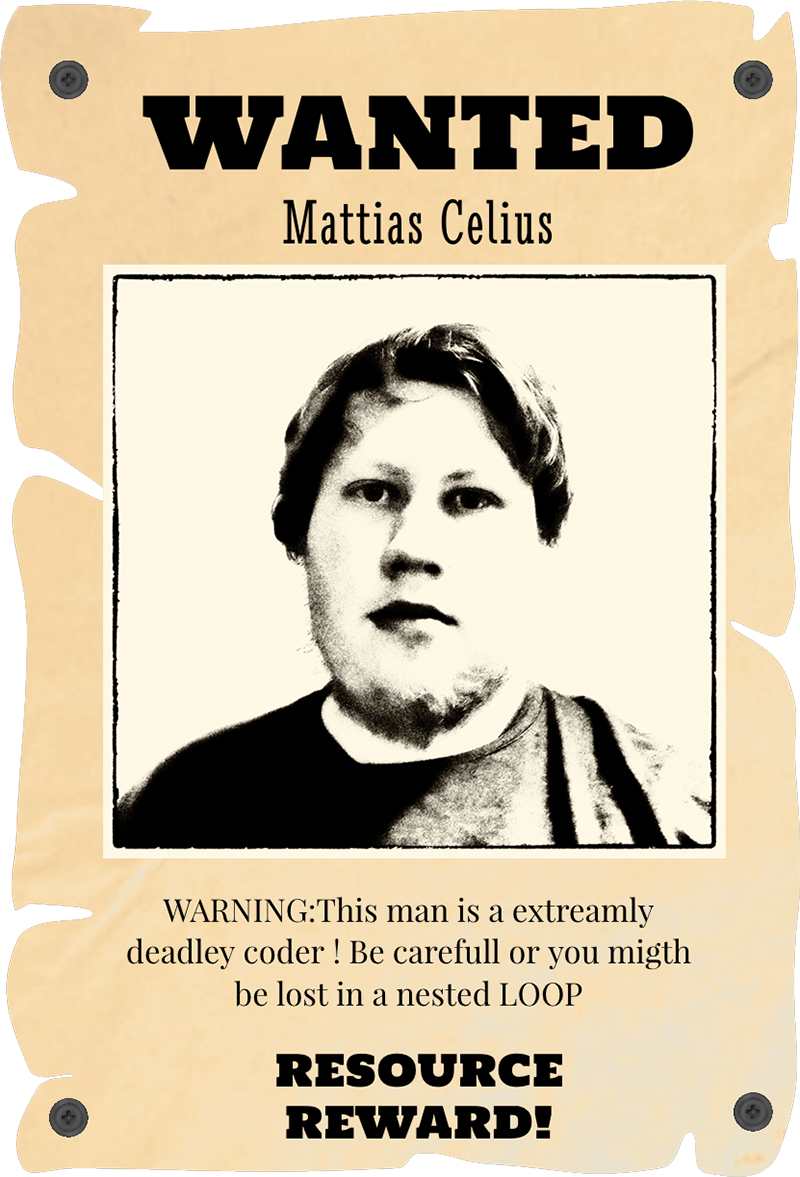 WANTED
Mattias Celius
WARNING:This man is a extreamly
deadley coder ! Be carefull or you migth
be lost in a nested LOOP
RESOURCE
REWARD!